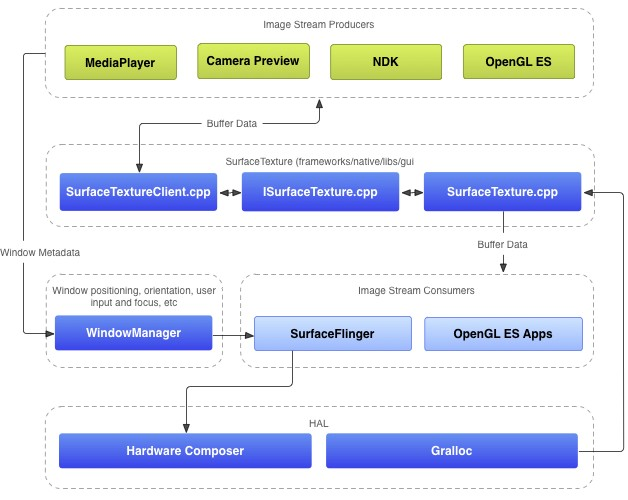 Image Stream Producers
MediaPlayer
Camera Preview
NDK
OpenGL ES
Buffer Data
SurfaceTexture (frameworks/native/libs/gui
SurfaceTextureClient.cpp
ISurfaceTexture.cpp
SurfaceTexture.cpp
Buffer Data
Window Metadata
Window positioning, orientation, user
input and focus, etc
WindowManager
Image Stream Consumers
SurfaceFlinger
OpenGL ES Apps
HAL
Hardware Composer
Gralloc